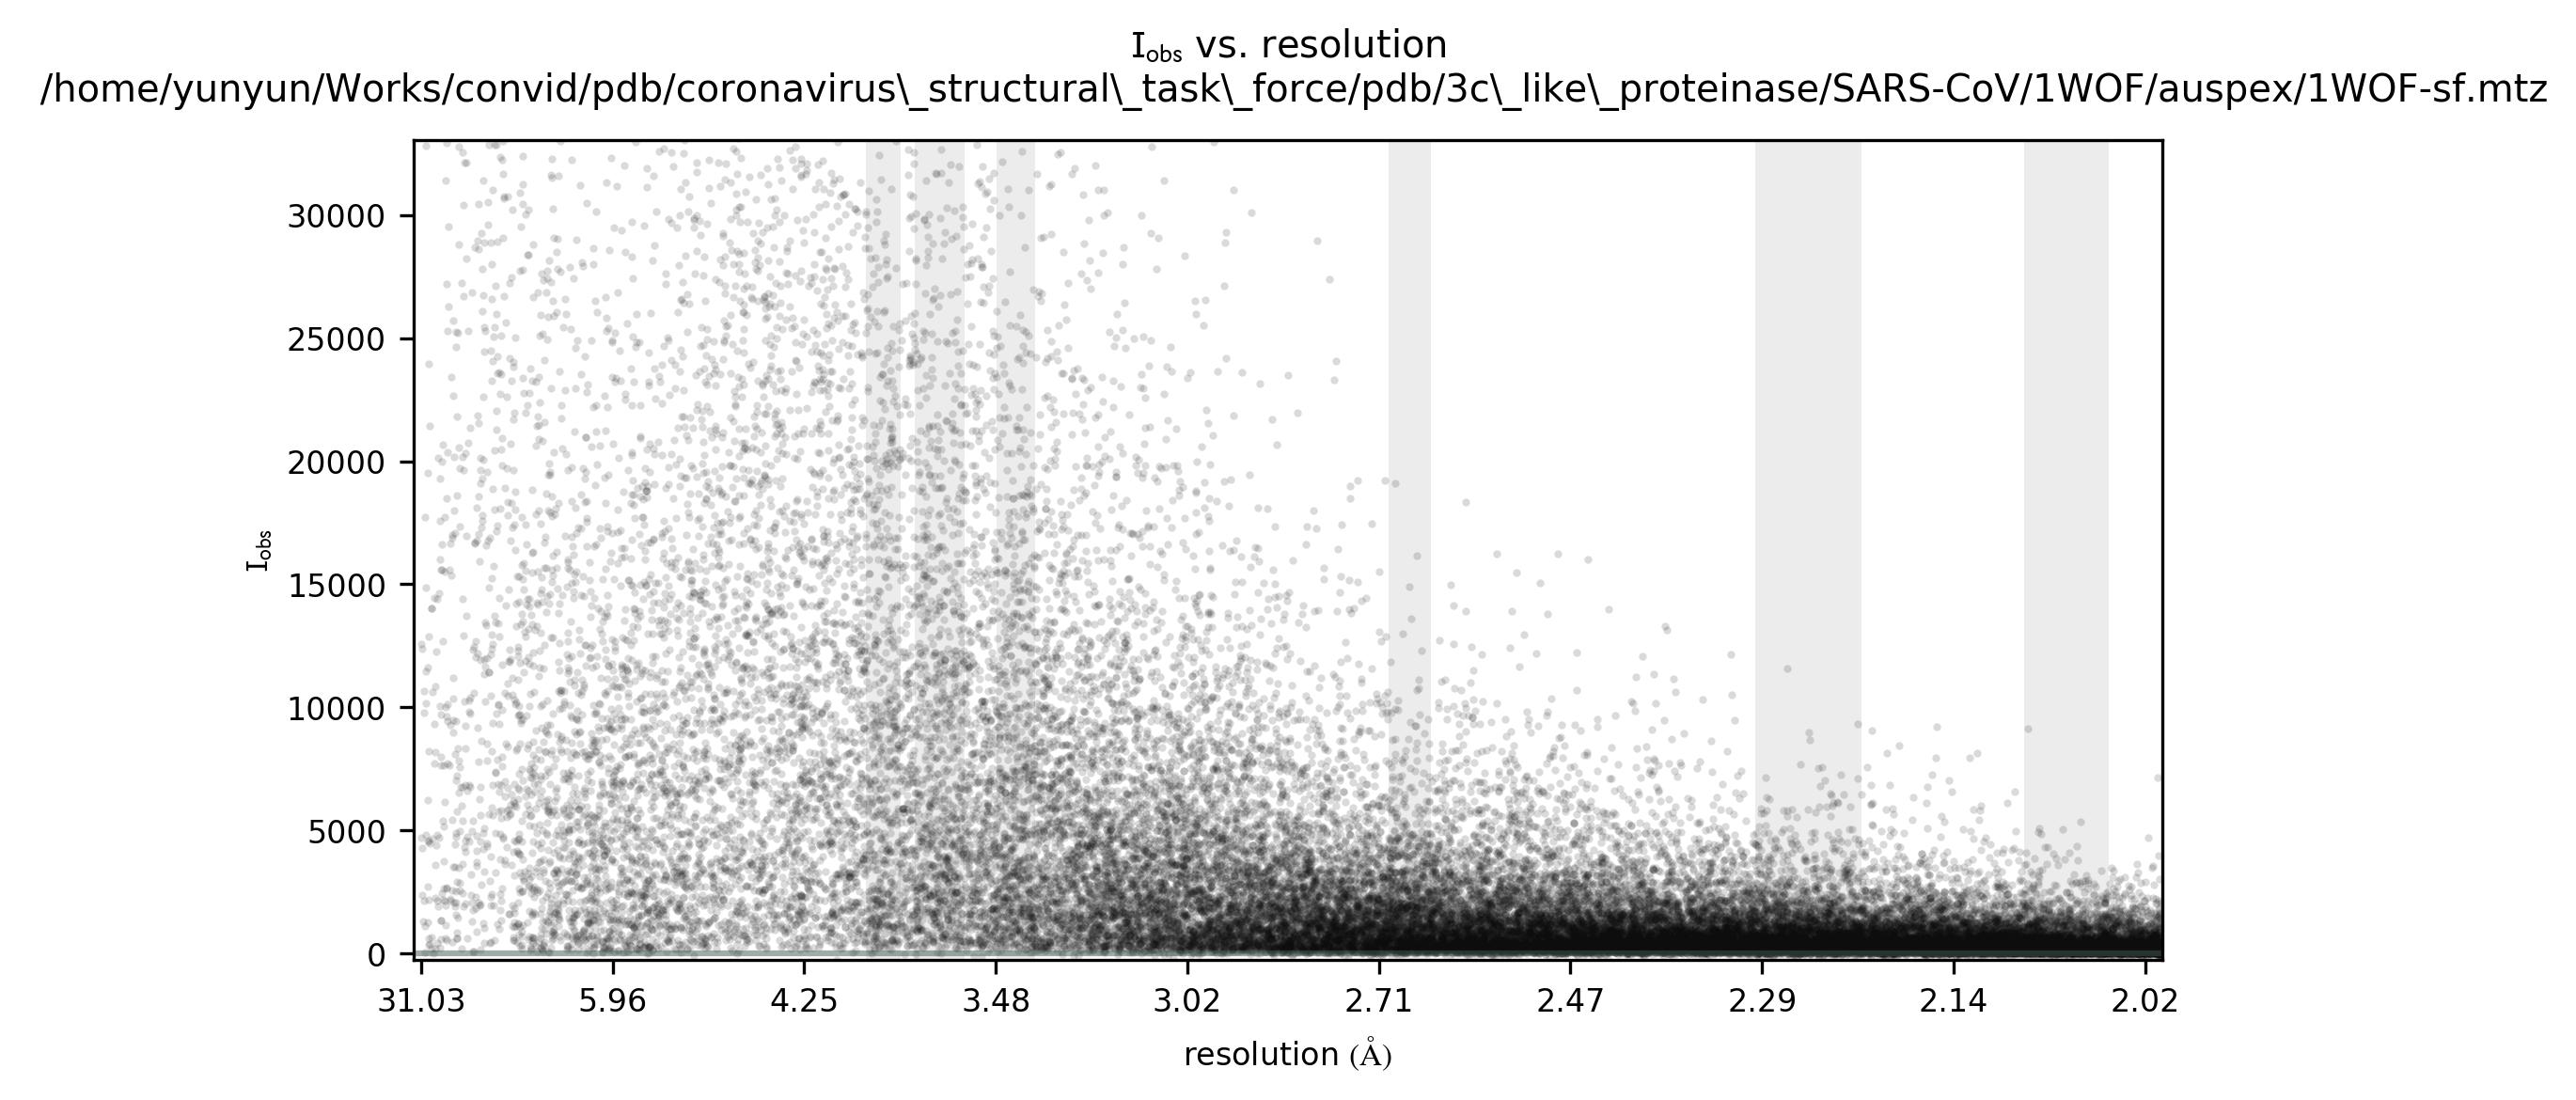 I_obs vs. resolution
/home/yunyun/Works/convid/pdb/coronavirus\_structural\_task\_force/pdb/3c\_like\_proteinase/SARS-CoV/1WOF/auspex/1WOF-sf.mtz
30000
25000
20000
15000
10000
5000
0
I_obs
31.03 5.96 4.25 3.48 3.02 2.71 2.47 2.29 2.14 2.02
resolution (Å)